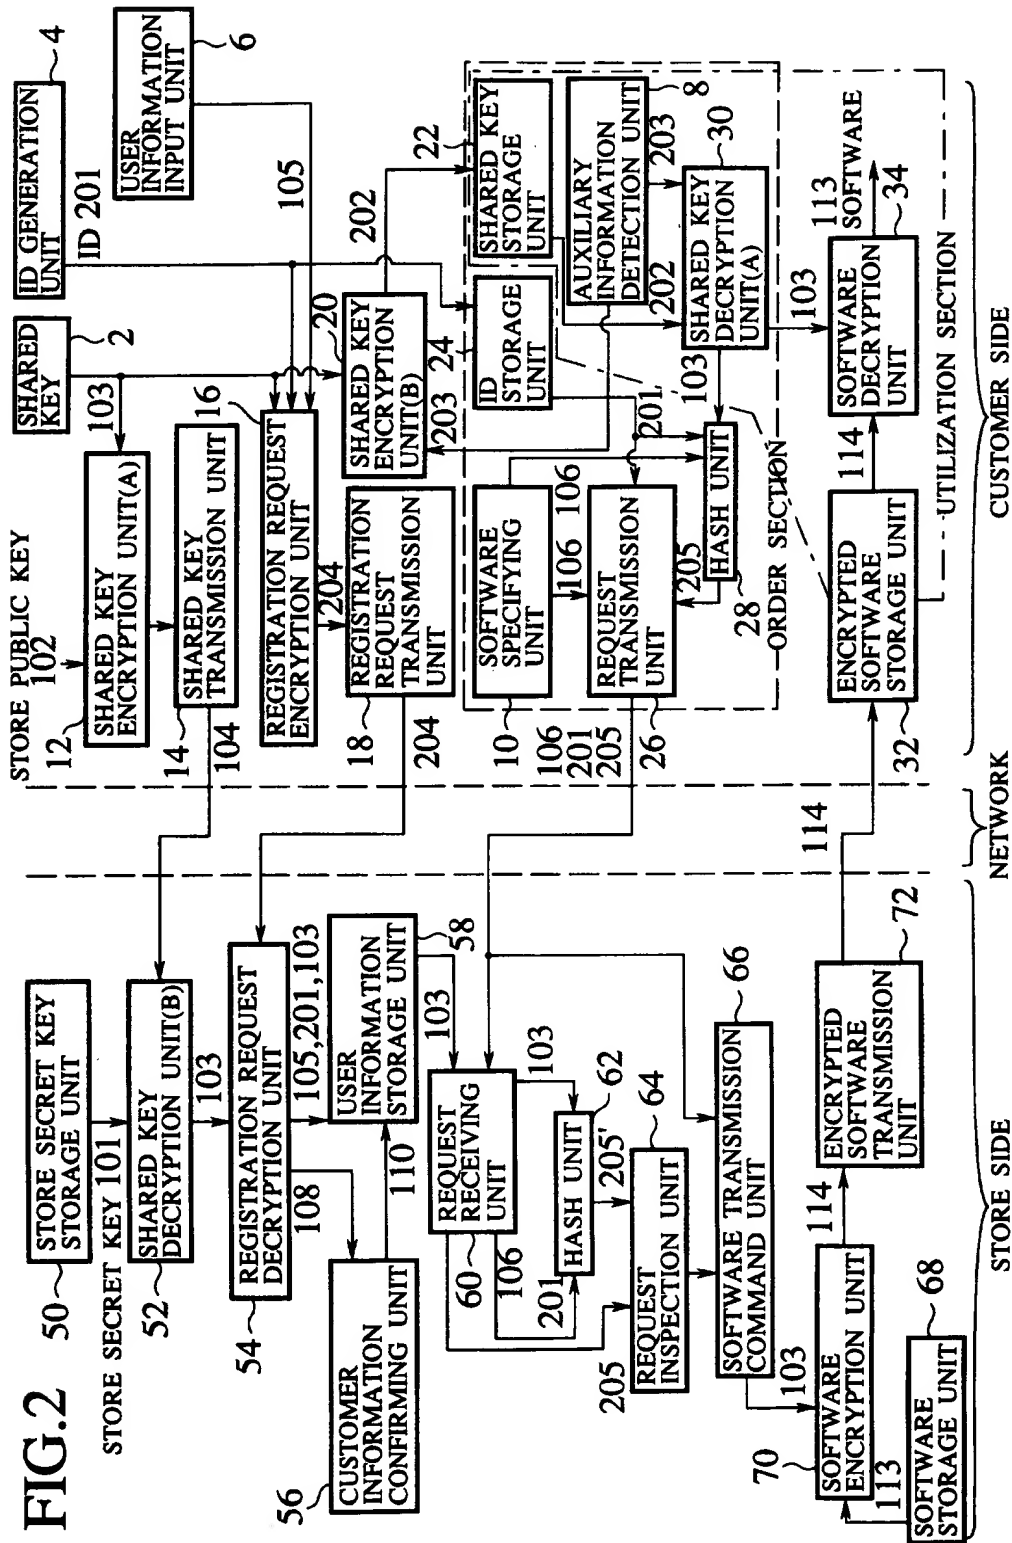 FIG.2
STORE SECRET KEY
STORAGE UNIT
50
STORE SECRET KEY 101
SHARED KEY
DECRYPTION UNIT(B)
52
103
REGISTRATION REQUEST
DECRYPTION UNIT
54
108
105,201,103
CUSTOMER
INFORMATION
CONFIRMING UNIT
56
110
USER
INFORMATION
STORAGE UNIT
58
103
REQUEST
RECEIVING
UNIT
60
106
201
103
HASH UNIT
62
205'
205
REQUEST
INSPECTION UNIT
64
SOFTWARE TRANSMISSION
COMMAND UNIT
66
103
SOFTWARE
ENCRYPTION UNIT
70
113
SOFTWARE
STORAGE UNIT
68
114
ENCRYPTED
SOFTWARE
TRANSMISSION
UNIT
72
STORE SIDE
114
NETWORK
STORE PUBLIC KEY
102
SHARED KEY
ENCRYPTION UNIT(A)
12
SHARED KEY
TRANSMISSION UNIT
14
104
SHARED
KEY
2
103
ID GENERATION
UNIT
4
ID 201
USER
INFORMATION
INPUT UNIT
6
105
REGISTRATION REQUEST
ENCRYPTION UNIT
16
204
REGISTRATION
REQUEST
TRANSMISSION
UNIT
18
204
SHARED KEY
ENCRYPTION
UNIT(B)
20
203
202
SHARED KEY
STORAGE
UNIT
22
ID
STORAGE
UNIT
24
AUXILIARY
INFORMATION
DETECTION UNIT
8
203
202
SHARED KEY
DECRYPTION
UNIT(A)
30
103
103
SOFTWARE
SPECIFYING
UNIT
10
106
106
201
REQUEST
TRANSMISSION
UNIT
26
106
201
205
205
HASH UNIT
28
ORDER SECTION
ENCRYPTED
SOFTWARE
STORAGE UNIT
32
114
SOFTWARE
DECRYPTION
UNIT
34
113
SOFTWARE
UTILIZATION SECTION
CUSTOMER SIDE